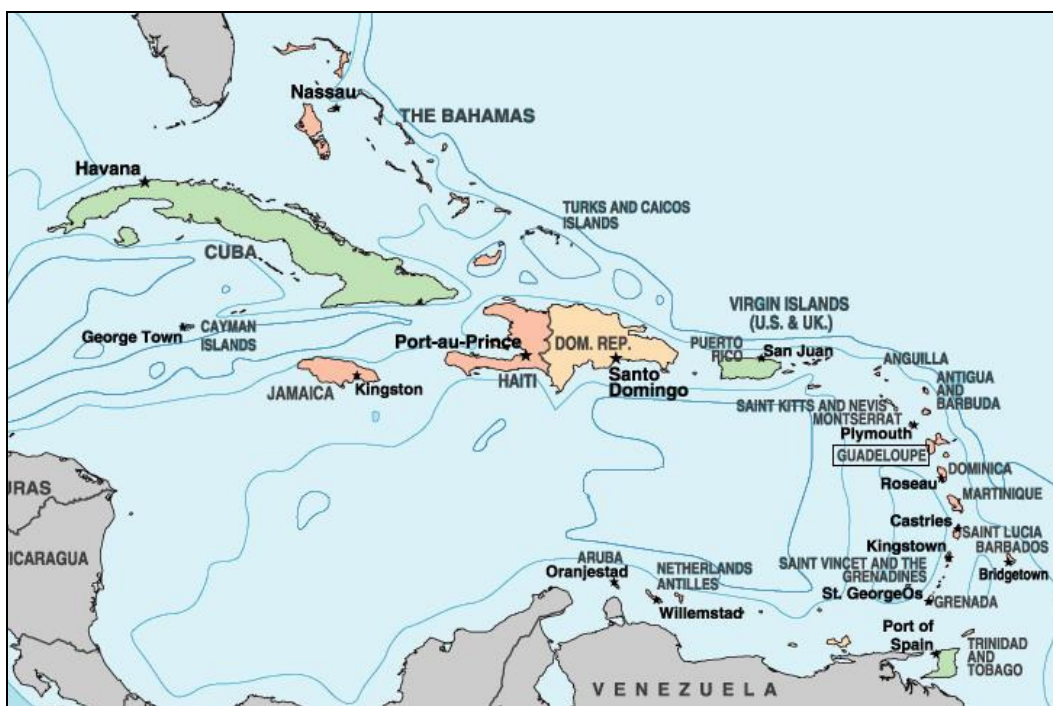 Nassau
THE BAHAMAS
Havana
TURKS AND CAICOS
ISLANDS
CUBA
VIRGIN ISLANDS
(U.S. & UK.)
George Town
CAYMAN
ISLANDS
Port-au-Prince
DOM. REP.
PUERTO
RICO
San Juan
ANGUILLA
JAMAICA
Kingston
HAITI
Santo
Domingo
ANTIGUA
AND
BARBUDA
SAINT KITTS AND NEVIS
MONTSERRAT
Plymouth
GUADELOUPE
DOMINICA
Roseau
URAS
MARTINIQUE
Castries
SAINT LUCIA
NICARAGUA
Kingstown
BARBADOS
ARUBA
Oranjestad
NETHERLANDS
ANTILLES
SAINT VINCET AND THE
GRENADINES
Bridgetown
Willemstad
St. GeorgeÕs
GRENADA
Port of
Spain
TRINIDAD
AND
TOBAGO
VENEZUELA